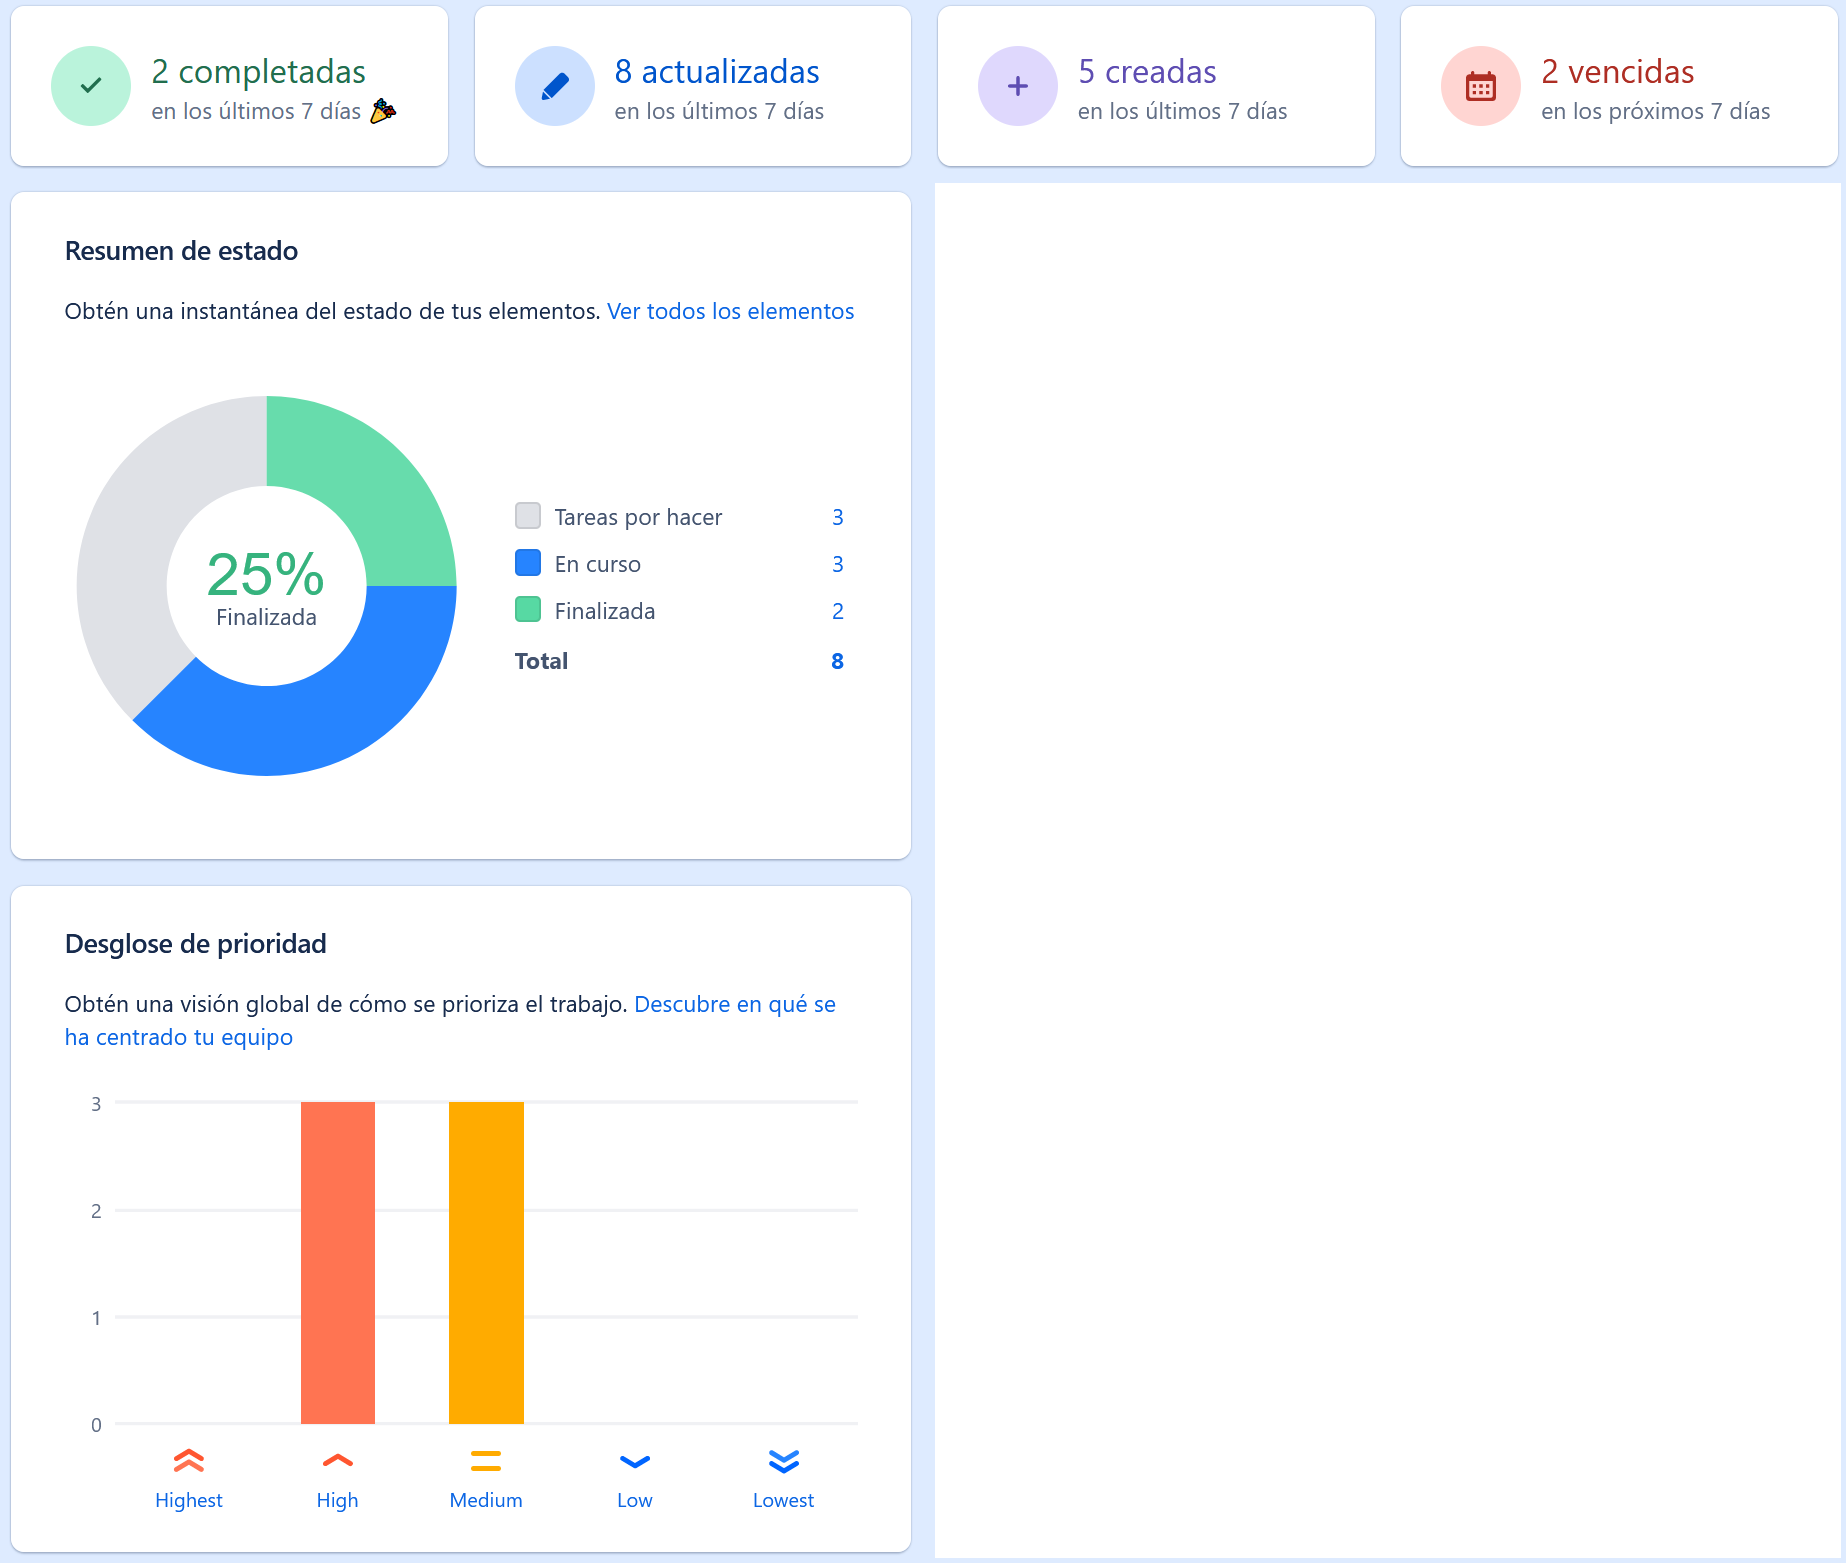 2 completadas
en los últimos 7 días
8 actualizadas
en los últimos 7 días
5 creadas
en los últimos 7 días
2 vencidas
en los próximos 7 días
Resumen de estado
Obtén una instantánea del estado de tus elementos. Ver todos los elementos
25%
Finalizada
Tareas por hacer 3
En curso 3
Finalizada 2
Total 8
Desglose de prioridad
Obtén una visión global de cómo se prioriza el trabajo. Descubre en qué se
ha centrado tu equipo
3
2
1
0
Highest High Medium Low Lowest